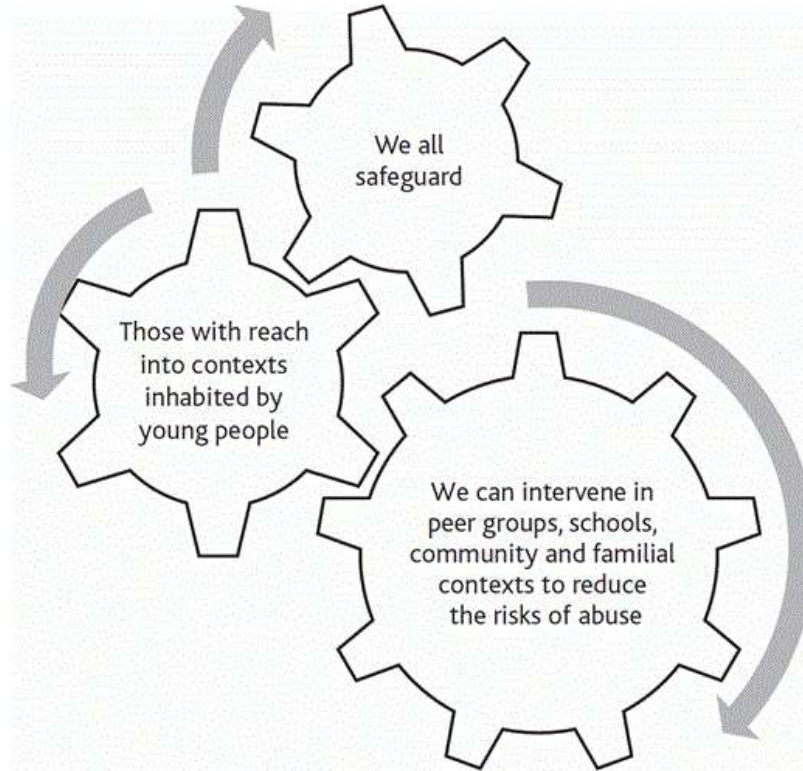 We all
safeguard
Those with reach
into contexts
inhabited by
young people
We can intervene in
peer groups, schools,
community and familial
contexts to reduce
the risks of abuse